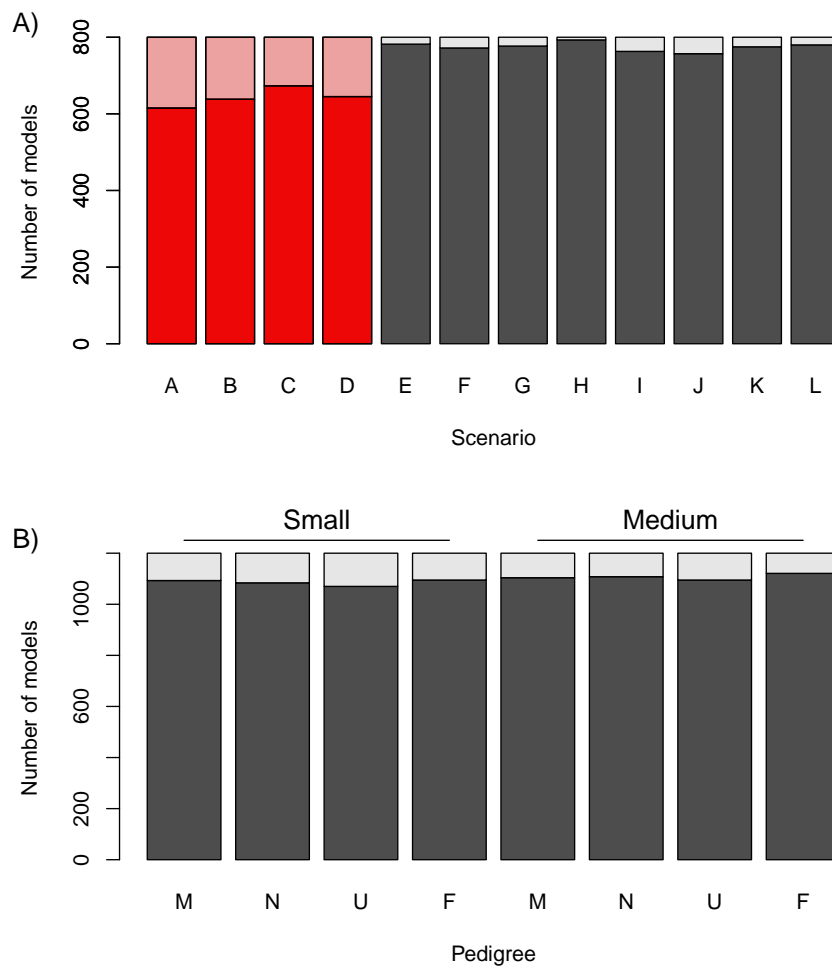 A)
800
600
400
200
0
Number of models
A B C D E F G H I J K L
Scenario
B)
Small Medium
1000
600
200
0
Number of models
M N U F M N U F
Pedigree